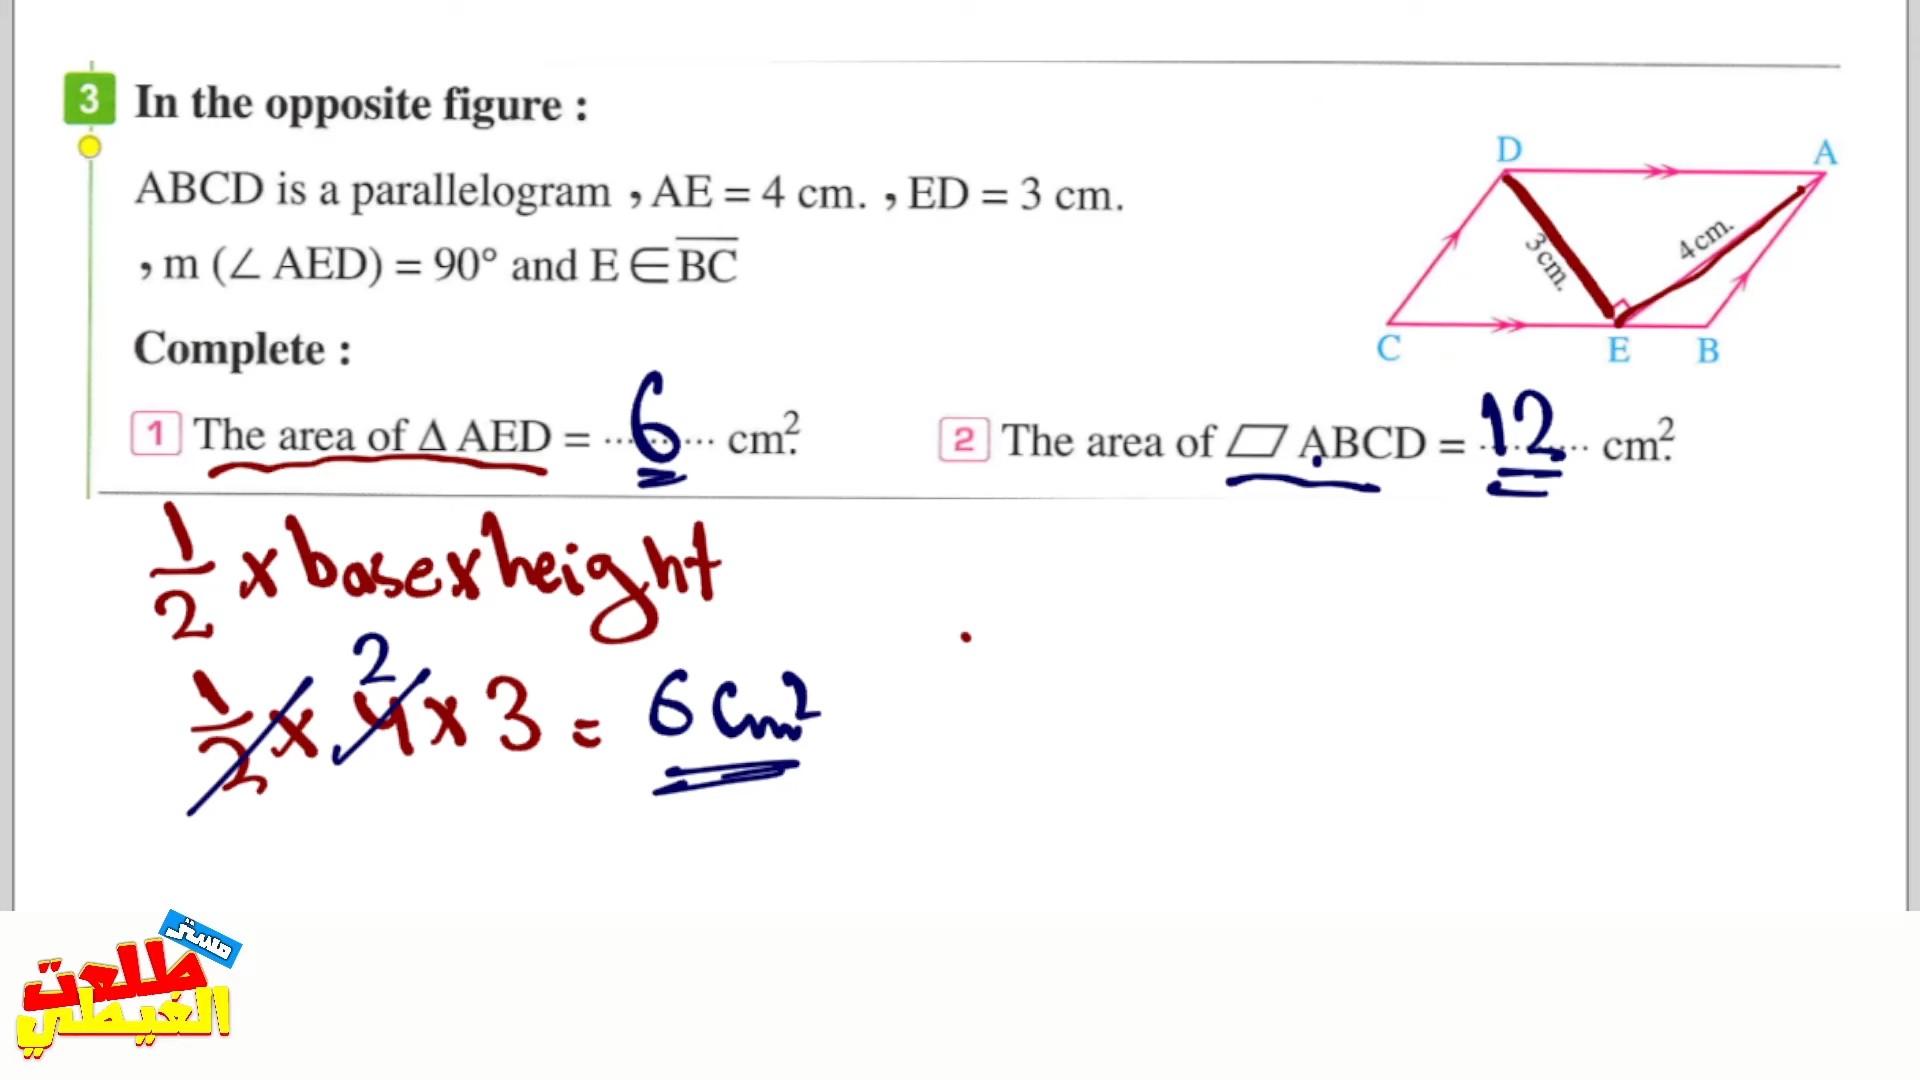 3 In the opposite figure :
ABCD is a parallelogram , AE = 4 cm. , ED = 3 cm.
, m (∠ AED) = 90° and E ∈ B̅C̅
Complete :
1 The area of Δ AED = ...6... cm².
2 The area of ▱ ABCD = ...12... cm².
D
A
3 cm.
4 cm.
C
E
B
1/2 x base x height
1/2 x 4 x 3 = 6 cm²
2
مستر
طلعت
الغيطي